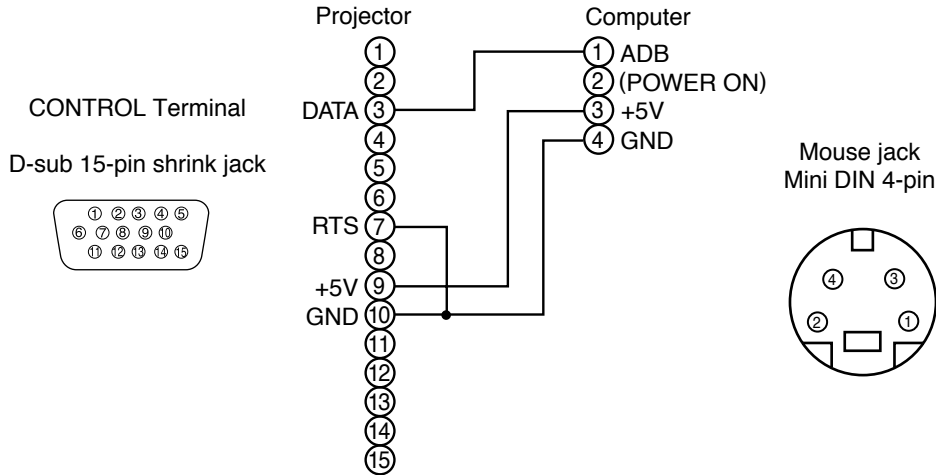 Projector
Computer
① ① ADB
② ② (POWER ON)
CONTROL Terminal
DATA ③ ③ +5V
④ ④ GND
D-sub 15-pin shrink jack
⑤
Mouse jack
Mini DIN 4-pin
⑥
① ② ③ ④ ⑤
RTS ⑦
⑥ ⑦ ⑧ ⑨ ⑩
⑧
⑪ ⑫ ⑬ ⑭ ⑮
+5V ⑨
④ ③
GND ⑩
② ①
⑪
⑫
⑬
⑭
⑮